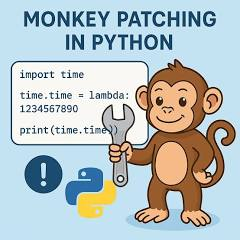 MONKEY PATCHING
IN PYTHON
import time
time.time = lambda:
1234567890
print(time.time))
!